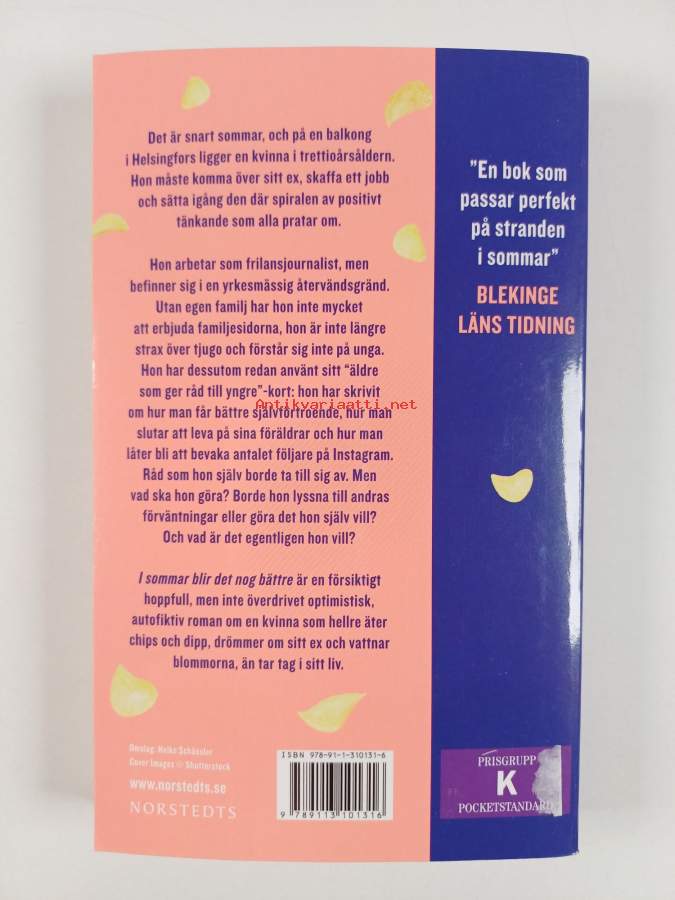 Det är snart sommar, och på en balkong
i Helsingfors ligger en kvinna i trettioårsåldern.
Hon måste komma över sitt ex, skaffa ett jobb
och sätta igång den där spiralen av positivt
tänkande som alla pratar om.
Hon arbetar som frilansjournalist, men
befinner sig i en yrkesmässig återvändsgränd.
Utan egen familj har hon inte mycket
att erbjuda familjesidorna, hon är inte längre
strax över tjugo och förstår sig inte på unga.
Hon har dessutom redan använt sitt "äldre
som ger råd till yngre"-kort: hon har skrivit
om hur man får bättre självförtroende, hur man
slutar att leva på sina föräldrar och hur man
låter bli att bevaka antalet följare på Instagram.
Råd som hon själv borde ta till sig av. Men
vad ska hon göra? Borde hon lyssna till andras
förväntningar eller göra det hon själv vill?
Och vad är det egentligen hon vill?
I sommar blir det nog bättre är en försiktigt
hoppfull, men inte överdrivet optimistisk,
autofiktiv roman om en kvinna som hellre äter
chips och dipp, drömmer om sitt ex och vattnar
blommorna, än tar tag i sitt liv.
Omslag: Heike Schüssler
Cover Images © Shutterstock
www.norstedts.se
NORSTEDTS
ISBN 978-91-1-310131-6
9 789113 101316
"En bok som
passar perfekt
på stranden
i sommar"
BLEKINGE
LÄNS TIDNING
PRISGRUPP
K
POCKETSTANDARD
Antikvariaatti.net